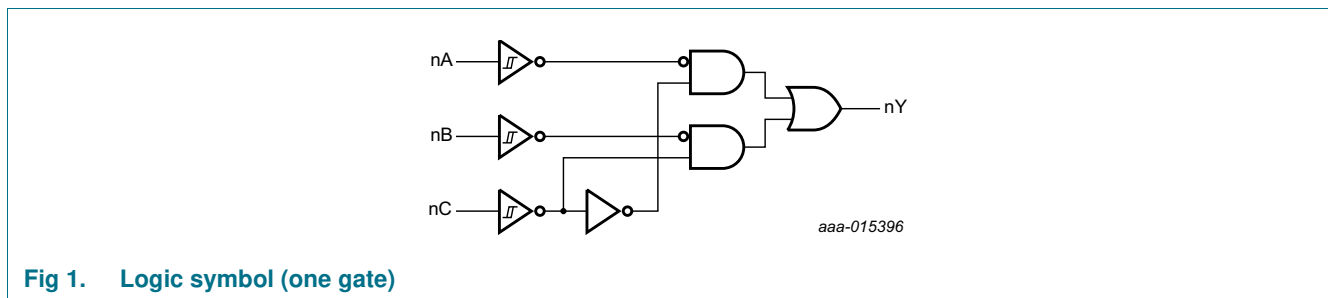 nA
nB
nC
nY
aaa-015396
Fig 1. Logic symbol (one gate)